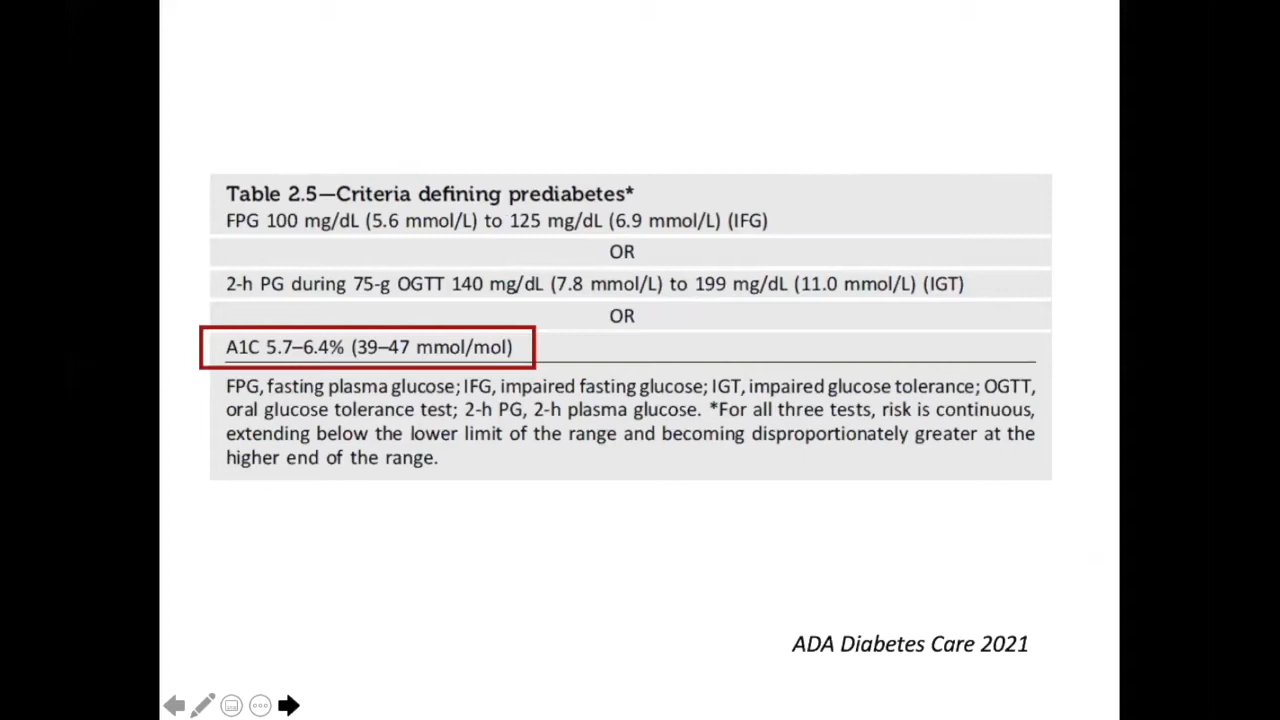 Table 2.5—Criteria defining prediabetes*
FPG 100 mg/dL (5.6 mmol/L) to 125 mg/dL (6.9 mmol/L) (IFG)
OR
2-h PG during 75-g OGTT 140 mg/dL (7.8 mmol/L) to 199 mg/dL (11.0 mmol/L) (IGT)
OR
A1C 5.7–6.4% (39–47 mmol/mol)
FPG, fasting plasma glucose; IFG, impaired fasting glucose; IGT, impaired glucose tolerance; OGTT,
oral glucose tolerance test; 2-h PG, 2-h plasma glucose. *For all three tests, risk is continuous,
extending below the lower limit of the range and becoming disproportionately greater at the
higher end of the range.
ADA Diabetes Care 2021